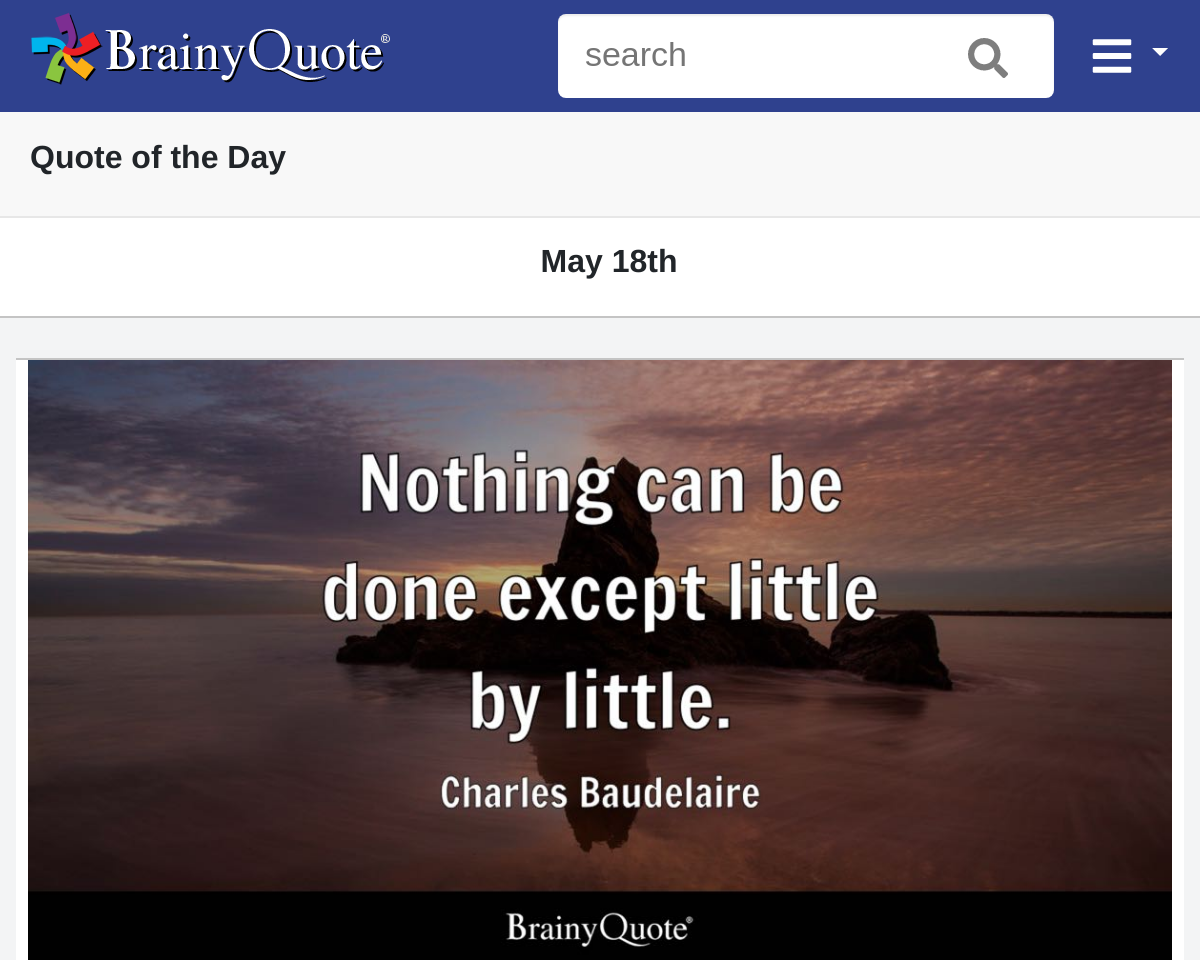 BrainyQuote®
search
Quote of the Day
May 18th
Nothing can be
done except little
by little.
Charles Baudelaire
BrainyQuote®